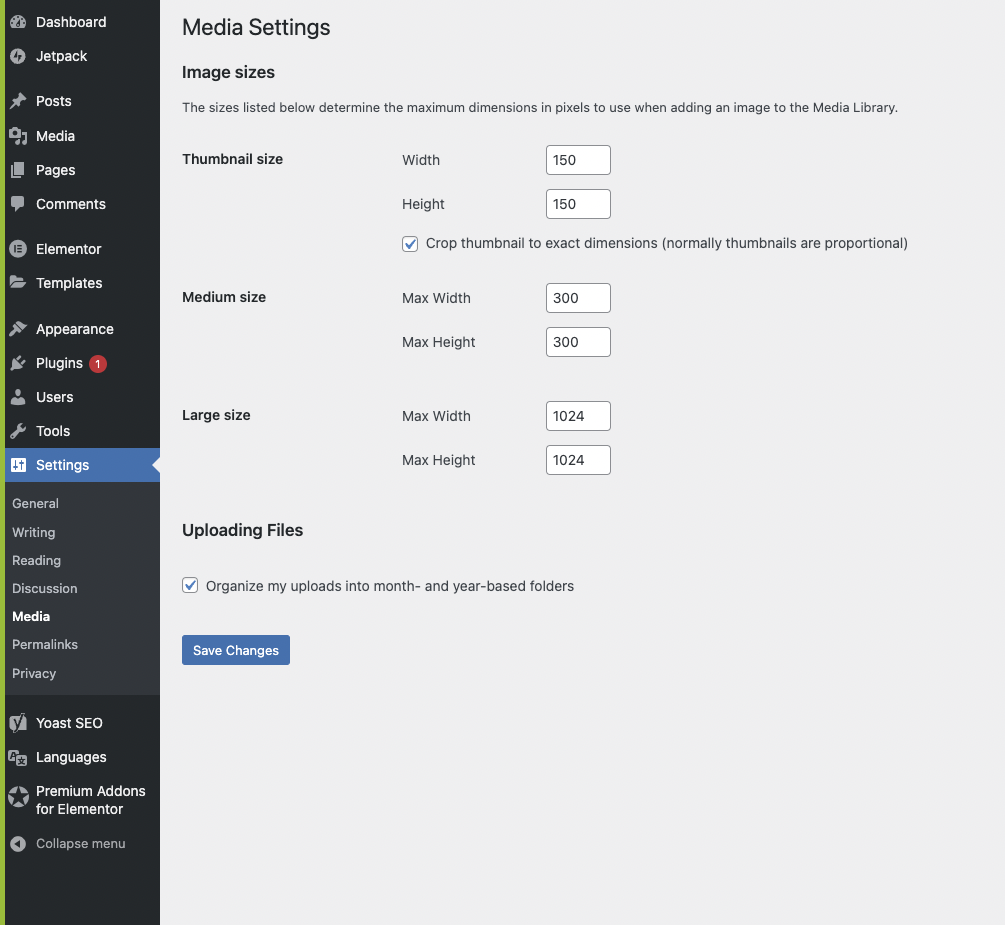 Dashboard
Jetpack
Posts
Media
Pages
Comments
Elementor
Templates
Appearance
Plugins 1
Users
Tools
Settings
General
Writing
Reading
Discussion
Media
Permalinks
Privacy
Yoast SEO
Languages
Premium Addons
for Elementor
Collapse menu
Media Settings
Image sizes
The sizes listed below determine the maximum dimensions in pixels to use when adding an image to the Media Library.
Thumbnail size Width 150
Height 150
Crop thumbnail to exact dimensions (normally thumbnails are proportional)
Medium size Max Width 300
Max Height 300
Large size Max Width 1024
Max Height 1024
Uploading Files
Organize my uploads into month- and year-based folders
Save Changes